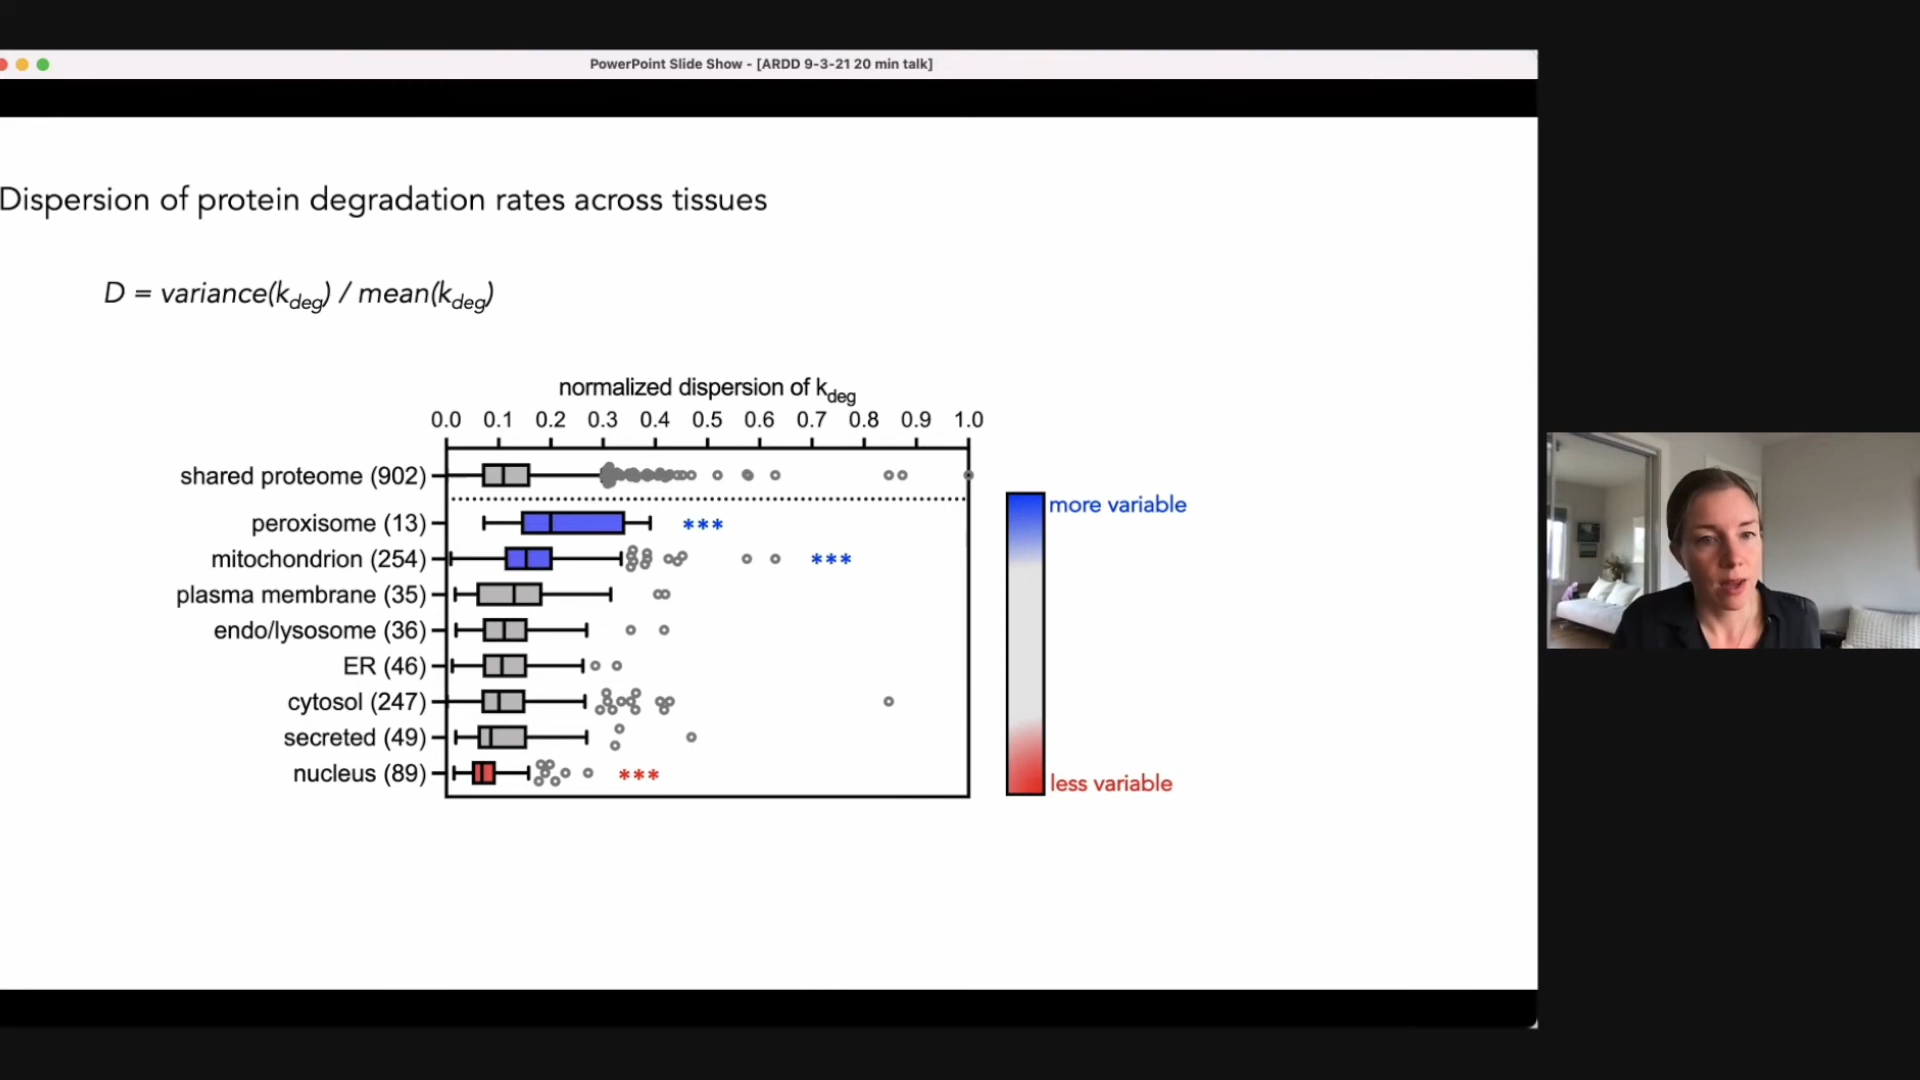 PowerPoint Slide Show - [ARDD 9-3-21 20 min talk]
Dispersion of protein degradation rates across tissues
D = variance(kdeg) / mean(kdeg)
normalized dispersion of kdeg
0.0 0.1 0.2 0.3 0.4 0.5 0.6 0.7 0.8 0.9 1.0
shared proteome (902)
peroxisome (13) ***
mitochondrion (254) ***
plasma membrane (35)
endo/lysosome (36)
ER (46)
cytosol (247)
secreted (49)
nucleus (89) ***
more variable
less variable